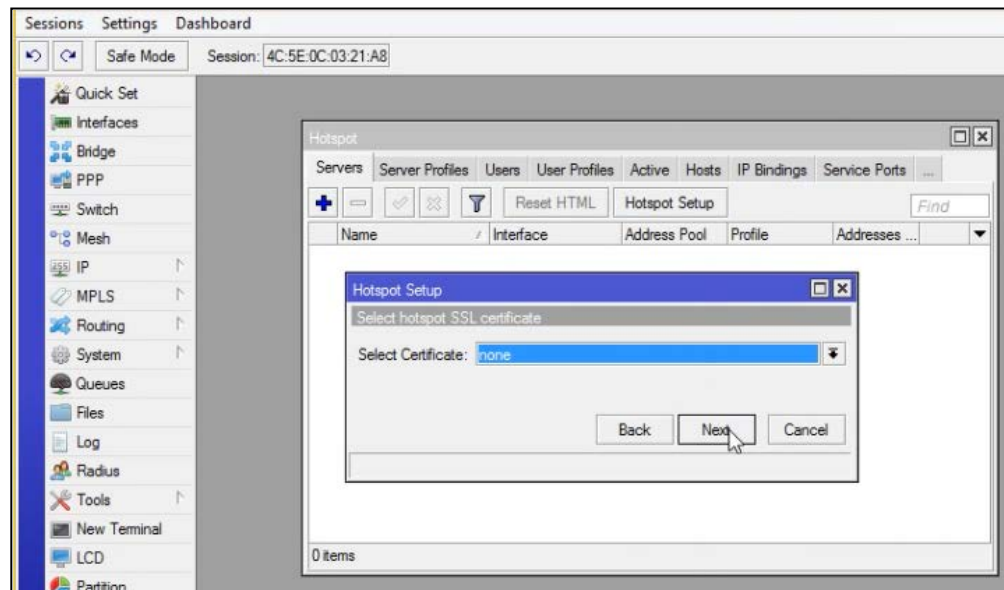 Sessions Settings Dashboard
Safe Mode Session: 4C:5E:0C:03:21:A8
Quick Set
Interfaces
Bridge
PPP
Switch
Mesh
IP
MPLS
Routing
System
Queues
Files
Log
Radius
Tools
New Terminal
LCD
Partition
Hotspot
Servers Server Profiles Users User Profiles Active Hosts IP Bindings Service Ports ...
Reset HTML Hotspot Setup Find
Name Interface Address Pool Profile Addresses ...
Hotspot Setup
Select hotspot SSL certificate
Select Certificate: none
Back Next Cancel
0 items